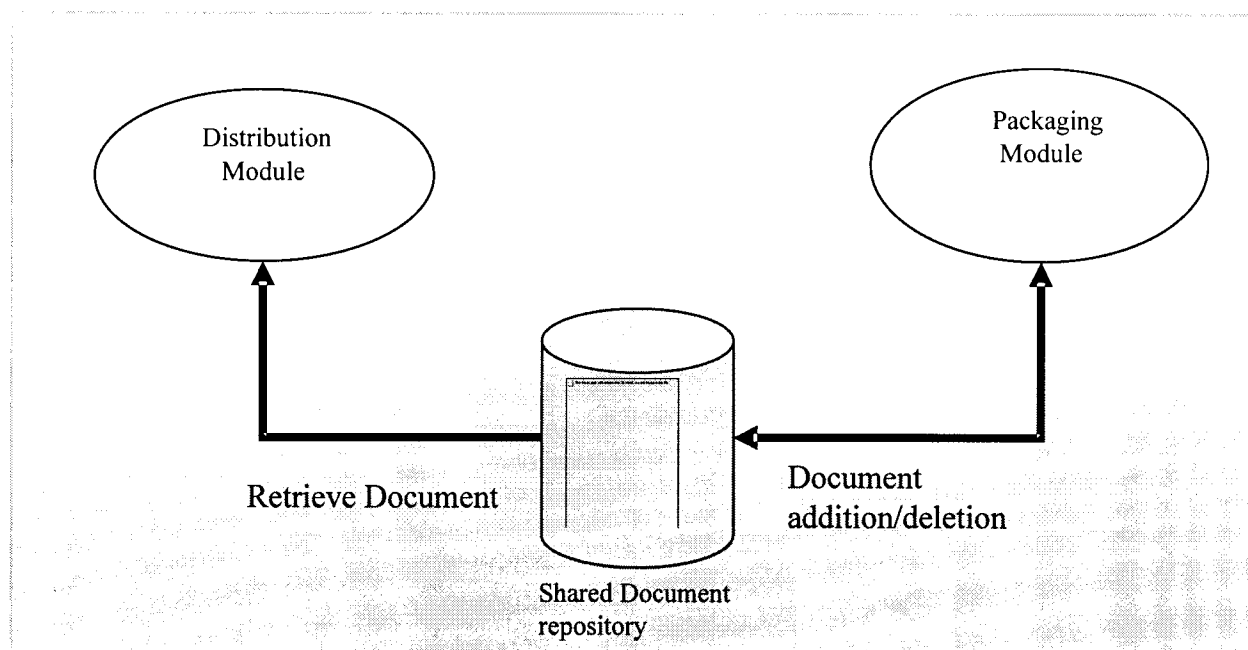 Distribution
Module
Packaging
Module
Retrieve Document
Document
addition/deletion
Shared Document
repository